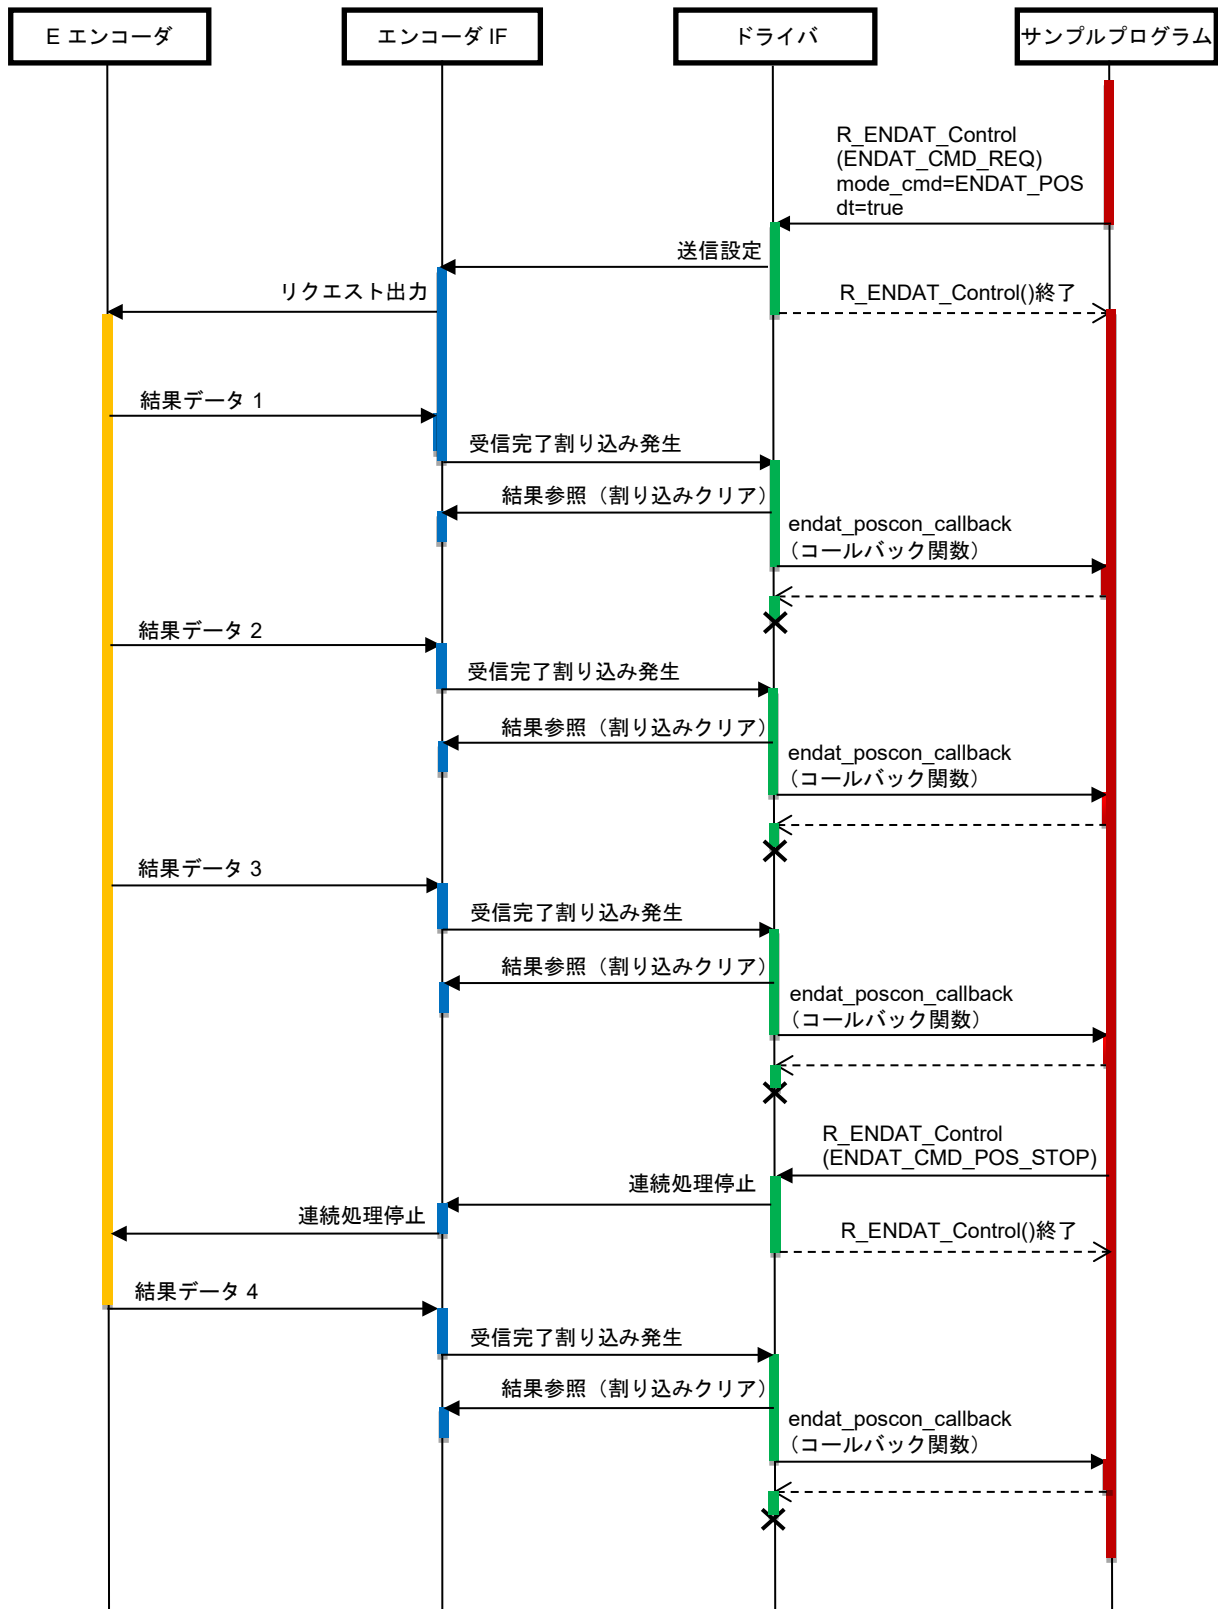 E エンコーダ
エンコーダ IF
ドライバ
サンプルプログラム
R_ENDAT_Control
(ENDAT_CMD_REQ)
mode_cmd=ENDAT_POS
dt=true
送信設定
リクエスト出力
R_ENDAT_Control()終了
結果データ 1
受信完了割り込み発生
結果参照（割り込みクリア）
endat_poscon_callback
（コールバック関数）
結果データ 2
受信完了割り込み発生
結果参照（割り込みクリア）
endat_poscon_callback
（コールバック関数）
結果データ 3
受信完了割り込み発生
結果参照（割り込みクリア）
endat_poscon_callback
（コールバック関数）
R_ENDAT_Control
(ENDAT_CMD_POS_STOP)
連続処理停止
連続処理停止
R_ENDAT_Control()終了
結果データ 4
受信完了割り込み発生
結果参照（割り込みクリア）
endat_poscon_callback
（コールバック関数）